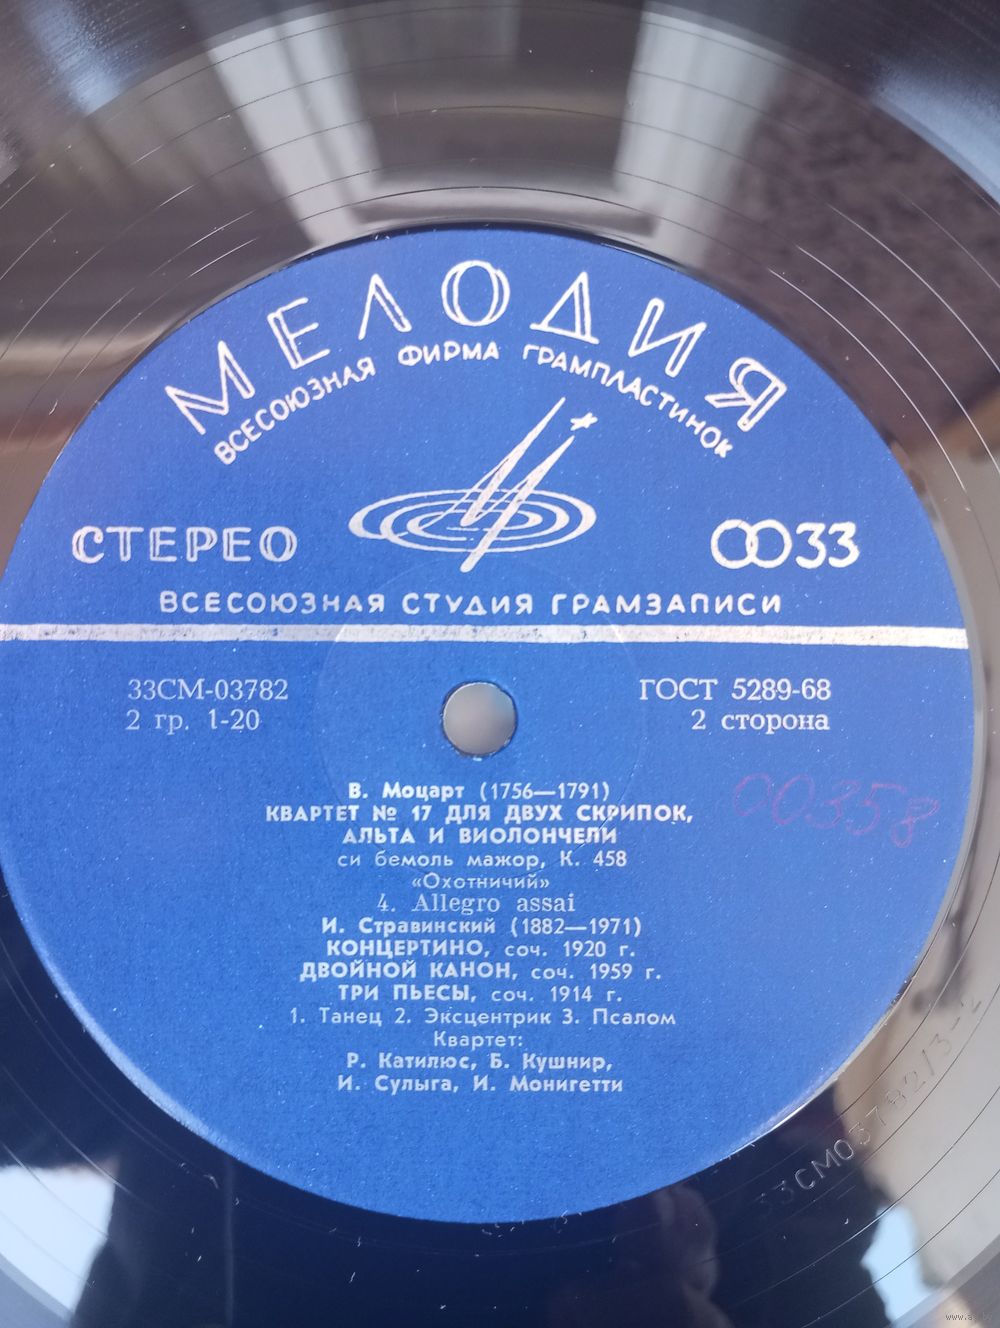 МЕЛОДИЯ
ВСЕСОЮЗНАЯ ФИРМА ГРАМПЛАСТИНОК
СТЕРЕО
33
ВСЕСОЮЗНАЯ СТУДИЯ ГРАМЗАПИСИ
33СМ-03782
ГОСТ 5289-68
2 гр. 1-20
2 сторона
В. Моцарт (1756—1791)
КВАРТЕТ № 17 ДЛЯ ДВУХ СКРИПОК,
АЛЬТА И ВИОЛОНЧЕЛИ
си бемоль мажор, К. 458
«Охотничий»
4. Allegro assai
И. Стравинский (1882—1971)
КОНЦЕРТИНО, соч. 1920 г.
ДВОЙНОЙ КАНОН, соч. 1959 г.
ТРИ ПЬЕСЫ, соч. 1914 г.
1. Танец 2. Эксцентрик 3. Псалом
Квартет:
Р. Катилюс, Б. Кушнир,
И. Сулыга, И. Монигетти
00358
33СМ03782/3-2